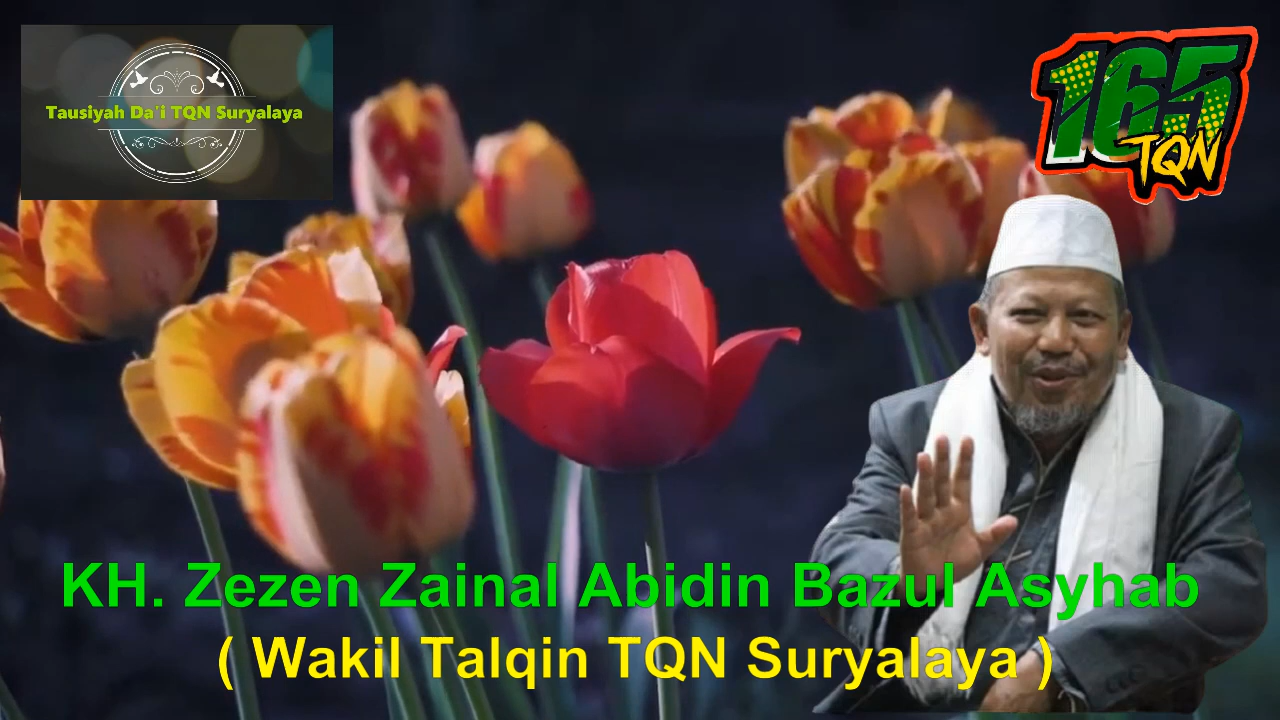 Tausiyah Da'i TQN Suryalaya
165
TQN
KH. Zezen Zainal Abidin Bazul Asyhab
( Wakil Talqin TQN Suryalaya )